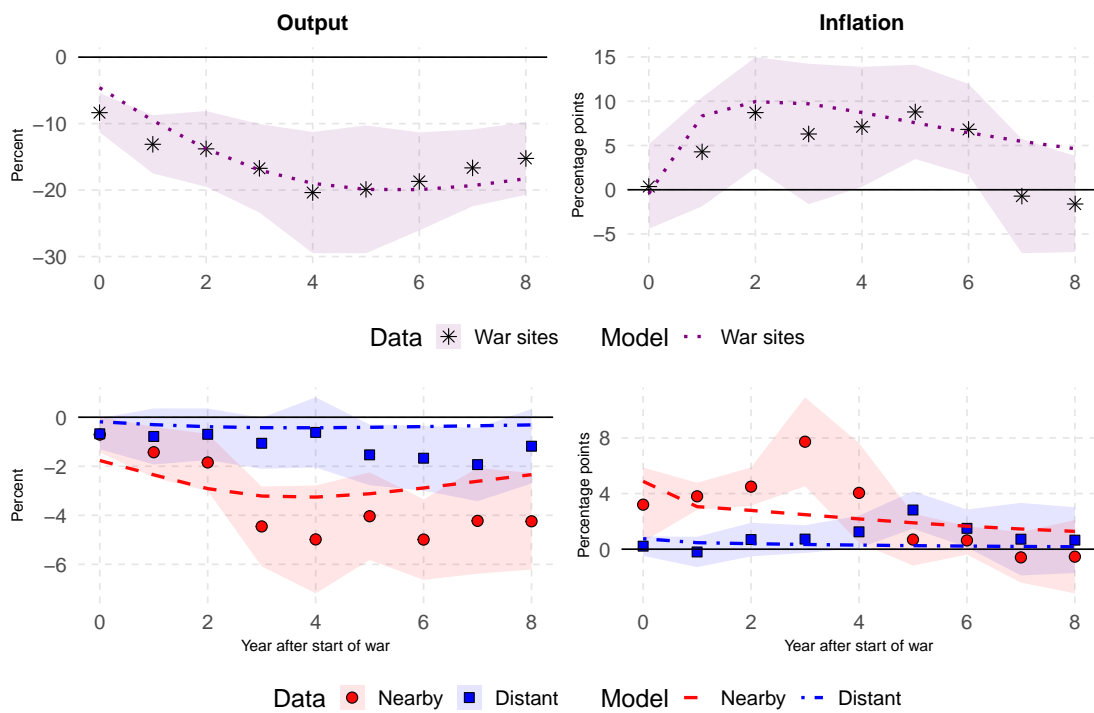 Output
Inflation
Percent
0
−10
−20
−30
0 2 4 6 8
Percentage points
15
10
5
0
−5
0 2 4 6 8
Data War sites Model War sites
Percent
0
−2
−4
−6
0 2 4 6 8
Year after start of war
Percentage points
8
4
0
0 2 4 6 8
Year after start of war
Data Nearby Distant Model Nearby Distant